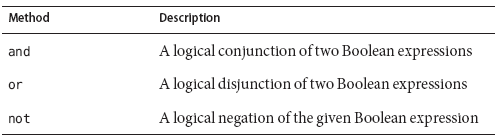 Method Description
and A logical conjunction of two Boolean expressions
or A logical disjunction of two Boolean expressions
not A logical negation of the given Boolean expression